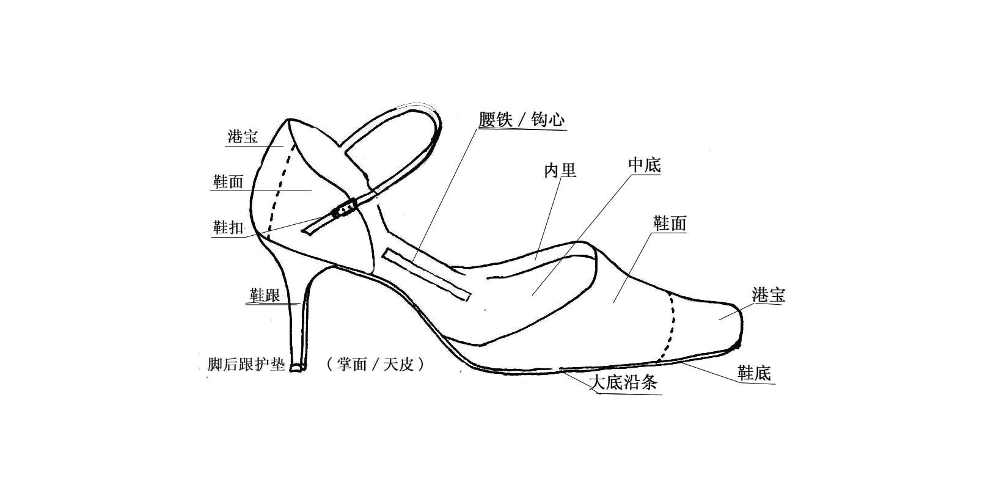 腰铁/钩心
港宝
中底
内里
鞋面
鞋面
鞋扣
鞋跟
港宝
脚后跟护垫 （掌面/天皮）
鞋底
大底沿条